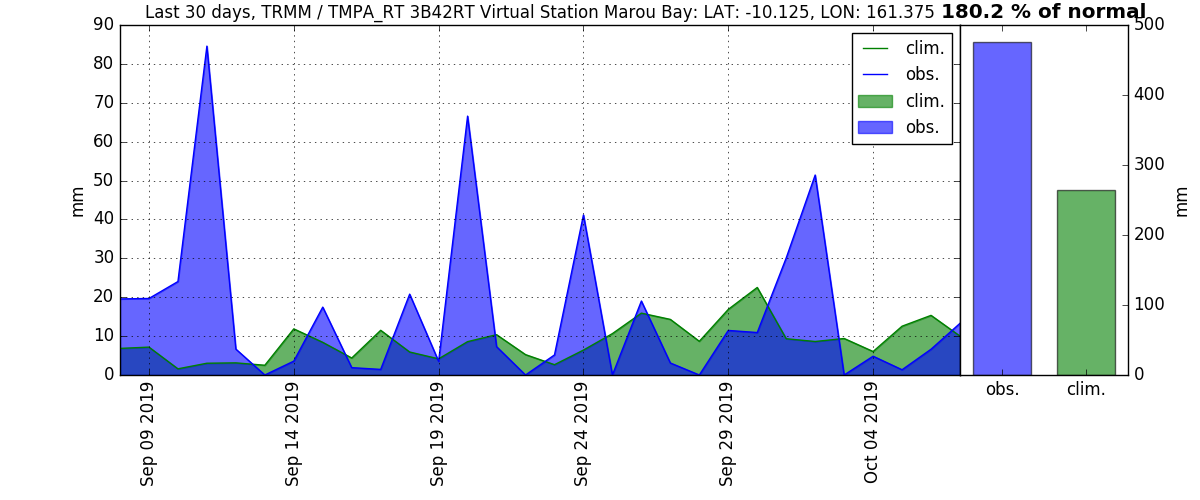 Last 30 days, TRMM / TMPA_RT 3B42RT Virtual Station Marou Bay: LAT: -10.125, LON: 161.375 180.2 % of normal
90
80
70
60
50
40
30
20
10
0
mm
clim.
obs.
clim.
obs.
Sep 09 2019
Sep 14 2019
Sep 19 2019
Sep 24 2019
Sep 29 2019
Oct 04 2019
500
400
300
200
100
0
mm
obs.
clim.